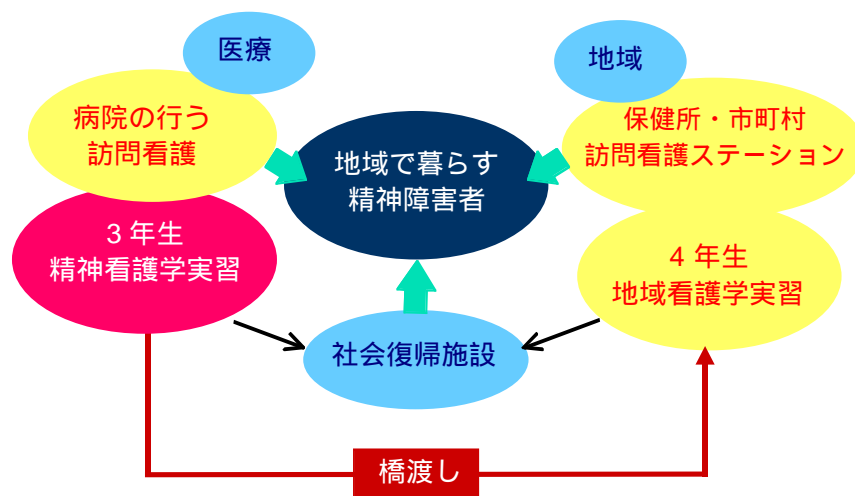 医療
地域
病院の行う
訪問看護
地域で暮らす
精神障害者
保健所・市町村
訪問看護ステーション
3 年生
精神看護学実習
4 年生
地域看護学実習
社会復帰施設
橋渡し